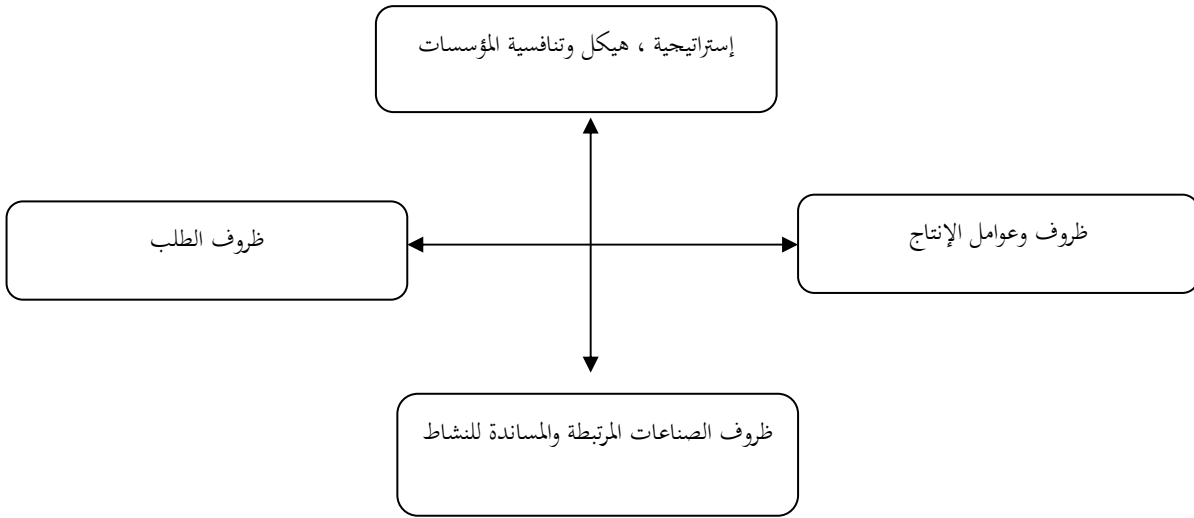 إستراتيجية ، هيكل وتنافسية المؤسسات
ظروف وعوامل الإنتاج
ظروف الطلب
ظروف الصناعات المرتبطة والمساندة للنشاط